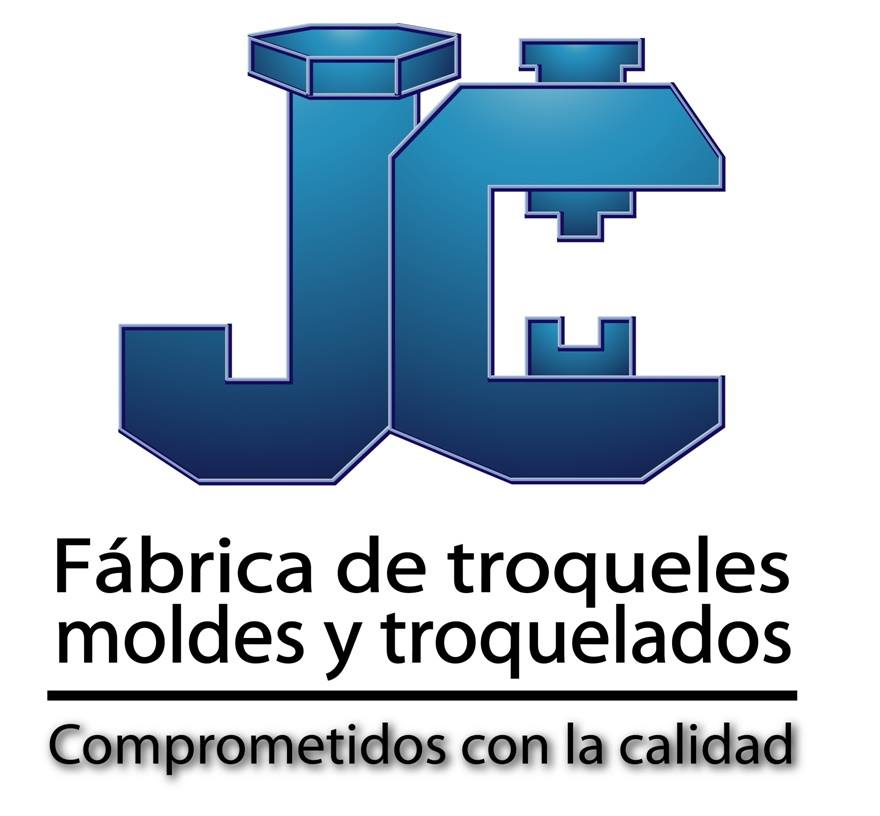 JC
Fábrica de troqueles
moldes y troquelados
Comprometidos con la calidad